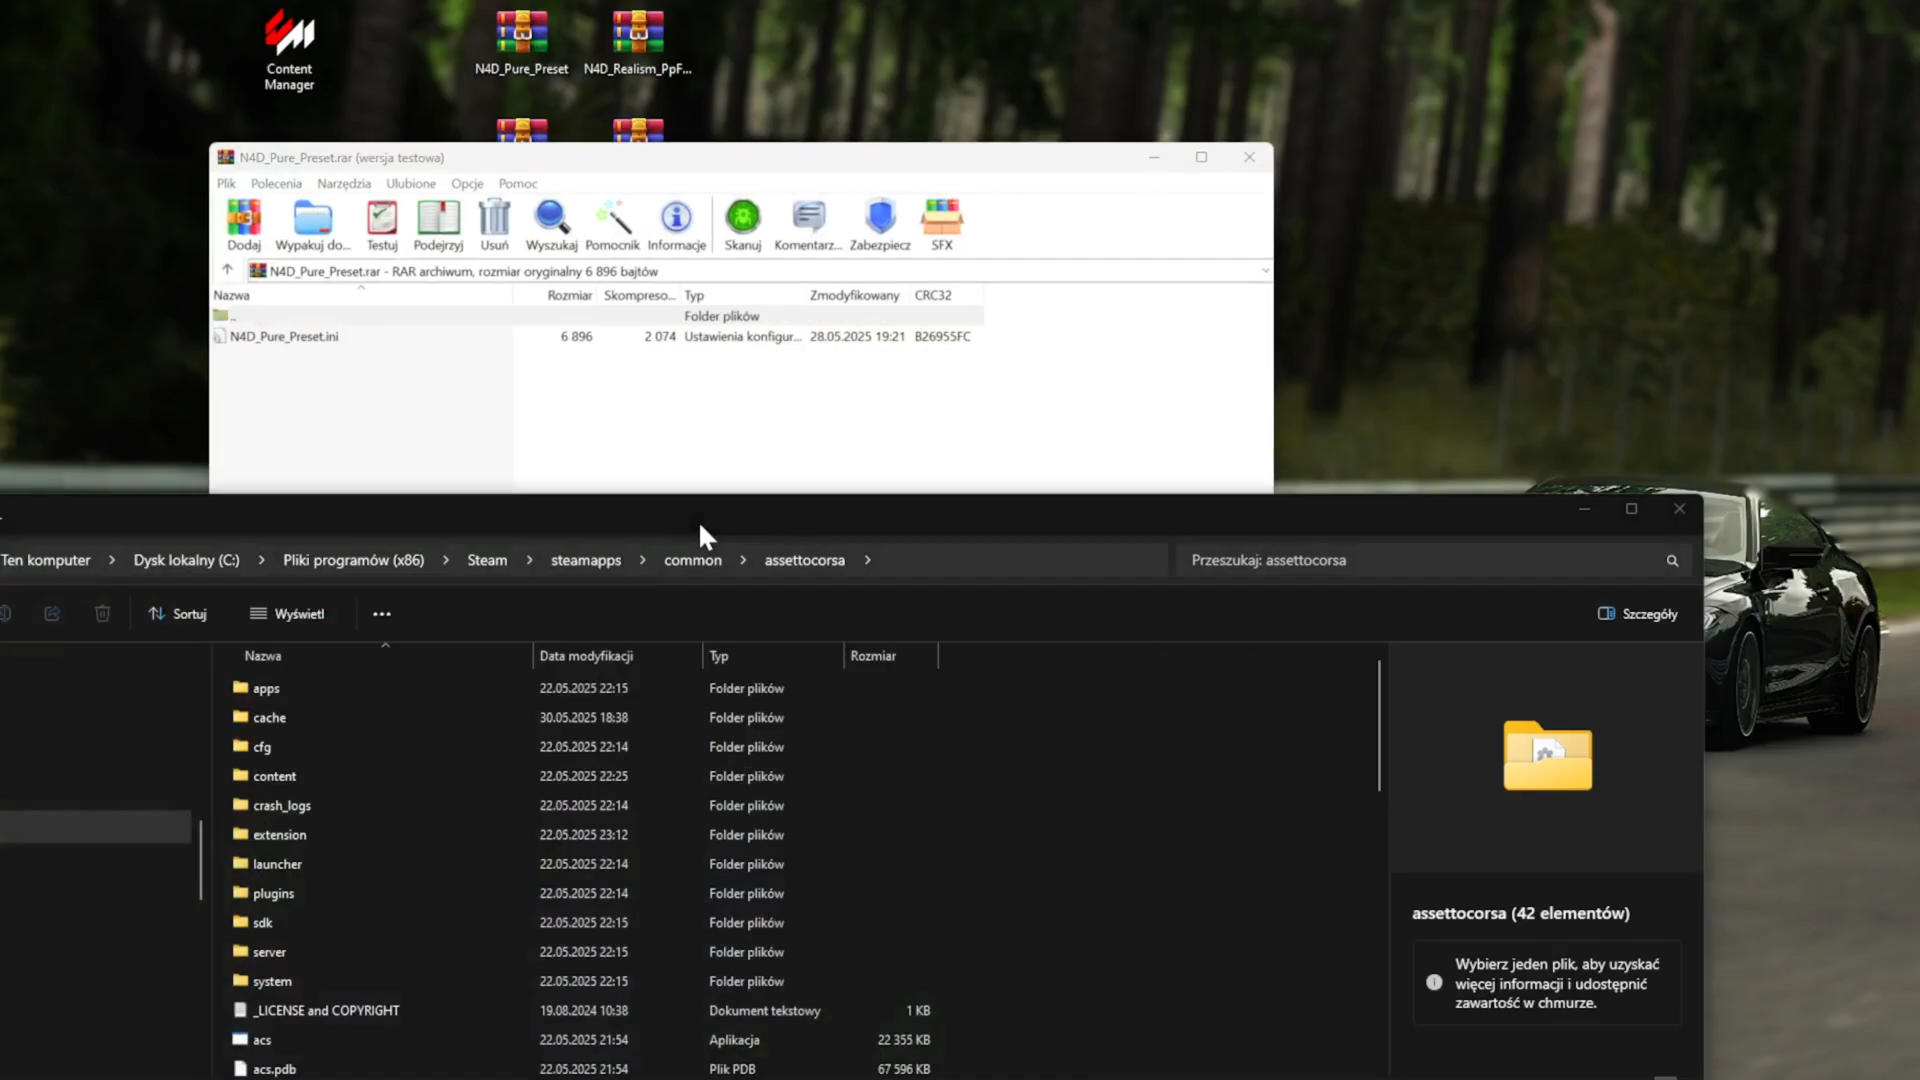 Content
Manager
N4D_Pure_Preset
N4D_Realism_PpF...
N4D_Pure_Preset.rar (wersja testowa)
Plik Polecenia Narzędzia Ulubione Opcje Pomoc
Dodaj Wypakuj do... Testuj Podejrzyj Usuń Wyszukaj Pomocnik Informacje Skanuj Komentarz... Zabezpiecz SFX
N4D_Pure_Preset.rar - RAR archiwum, rozmiar oryginalny 6 896 bajtów
Nazwa Rozmiar Skompreso... Typ Zmodyfikowany CRC32
.. Folder plików
N4D_Pure_Preset.ini 6 896 2 074 Ustawienia konfigur... 28.05.2025 19:21 B26955FC
Ten komputer > Dysk lokalny (C:) > Pliki programów (x86) > Steam > steamapps > common > assettocorsa >
Przeszukaj: assettocorsa
Sortuj Wyświetl ... Szczegóły
Nazwa Data modyfikacji Typ Rozmiar
apps 22.05.2025 22:15 Folder plików
cache 30.05.2025 18:38 Folder plików
cfg 22.05.2025 22:14 Folder plików
content 22.05.2025 22:25 Folder plików
crash_logs 22.05.2025 22:14 Folder plików
extension 22.05.2025 23:12 Folder plików
launcher 22.05.2025 22:14 Folder plików
plugins 22.05.2025 22:14 Folder plików
sdk 22.05.2025 22:15 Folder plików
server 22.05.2025 22:15 Folder plików
system 22.05.2025 22:15 Folder plików
_LICENSE and COPYRIGHT 19.08.2024 10:38 Dokument tekstowy 1 KB
acs 22.05.2025 21:54 Aplikacja 22 355 KB
acs.pdb 22.05.2025 21:54 Plik PDB 67 596 KB
assettocorsa (42 elementów)
Wybierz jeden plik, aby uzyskać
więcej informacji i udostępnić
zawartość w chmurze.